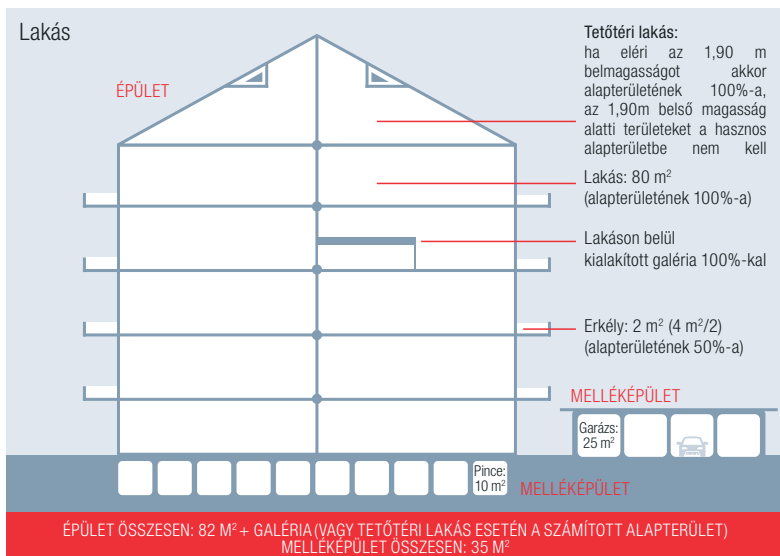 Lakás
ÉPÜLET
Tetőtéri lakás:
ha eléri az 1,90 m
belmagasságot akkor
alapterületének 100%-a,
az 1,90m belső magasság
alatti területeket a hasznos
alapterületbe nem kell
Lakás: 80 m²
(alapterületének 100%-a)
Lakáson belül
kialakított galéria 100%-kal
Erkély: 2 m² (4 m²/2)
(alapterületének 50%-a)
MELLÉKÉPÜLET
Garázs:
25 m²
Pince:
10 m²
MELLÉKÉPÜLET
ÉPÜLET ÖSSZESEN: 82 M² + GALÉRIA (VAGY TETŐTÉRI LAKÁS ESETÉN A SZÁMÍTOTT ALAPTERÜLET)
MELLÉKÉPÜLET ÖSSZESEN: 35 M²